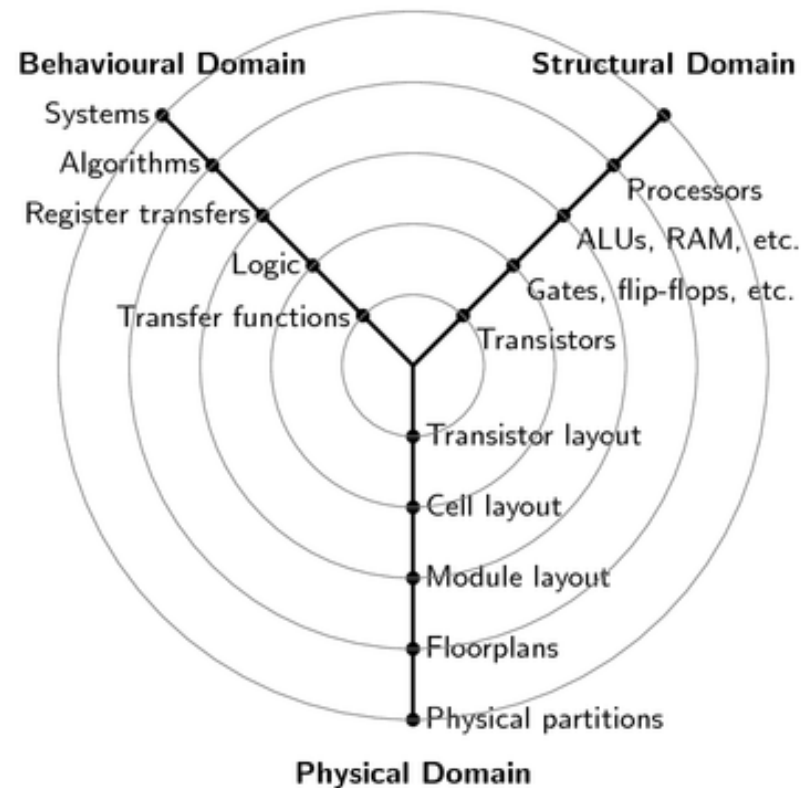 Behavioural Domain
Structural Domain
Systems
Algorithms
Processors
Register transfers
ALUs, RAM, etc.
Logic
Gates, flip-flops, etc.
Transfer functions
Transistors
Transistor layout
Cell layout
Module layout
Floorplans
Physical partitions
Physical Domain